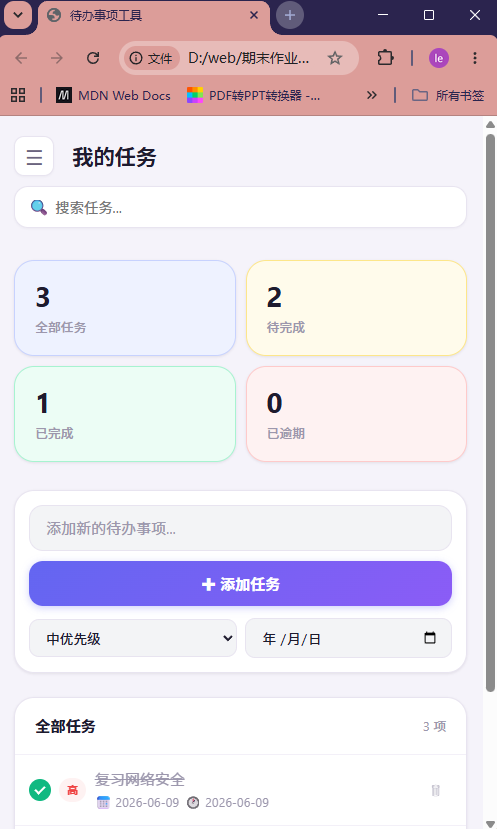 待办事项工具
文件 D:/web/期末作业...
MDN Web Docs PDF转PPT转换器 -... 所有书签
le
我的任务
搜索任务...
3
全部任务
2
待完成
1
已完成
0
已逾期
添加新的待办事项...
+ 添加任务
中优先级 年 /月/日
全部任务 3 项
高 复习网络安全
2026-06-09 2026-06-09